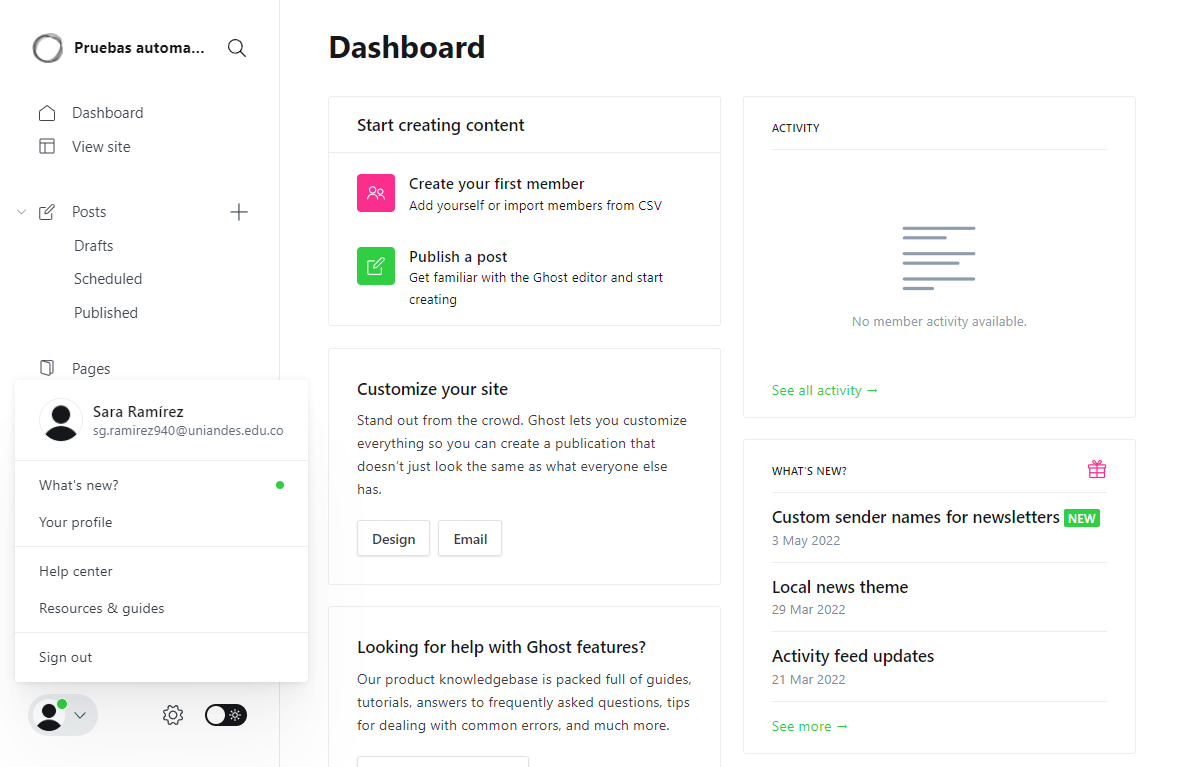 Pruebas automa...
Dashboard
View site
Posts
Drafts
Scheduled
Published
Pages
Sara Ramírez
sg.ramirez940@uniandes.edu.co
What's new?
Your profile
Help center
Resources & guides
Sign out
Dashboard
Start creating content
Create your first member
Add yourself or import members from CSV
Publish a post
Get familiar with the Ghost editor and start
creating
Customize your site
Stand out from the crowd. Ghost lets you customize
everything so you can create a publication that
doesn't just look the same as what everyone else
has.
Design
Email
Looking for help with Ghost features?
Our product knowledgebase is packed full of guides,
tutorials, answers to frequently asked questions, tips
for dealing with common errors, and much more.
ACTIVITY
No member activity available.
See all activity →
WHAT'S NEW?
Custom sender names for newsletters NEW
3 May 2022
Local news theme
29 Mar 2022
Activity feed updates
21 Mar 2022
See more →